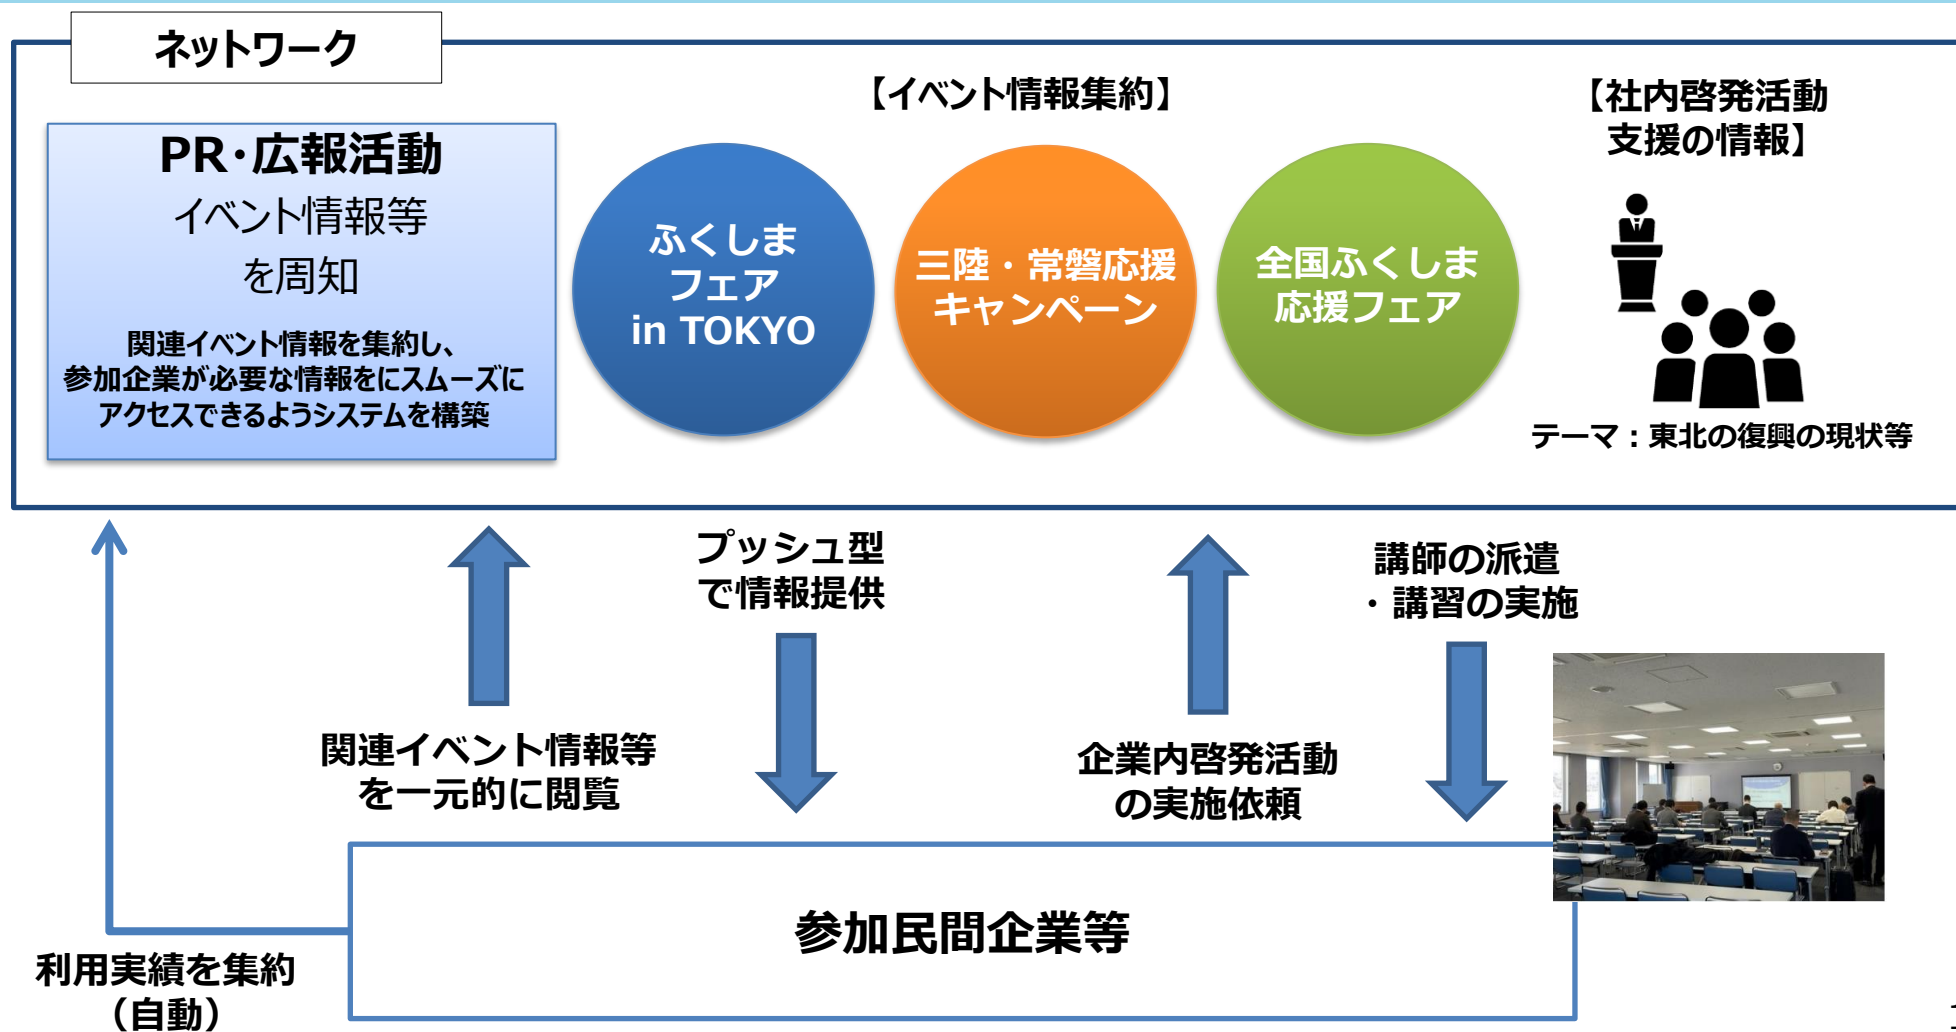 ネットワーク
PR・広報活動
イベント情報等
を周知
関連イベント情報を集約し、
参加企業が必要な情報をにスムーズに
アクセスできるようシステムを構築
【イベント情報集約】
ふくしま
フェア
in TOKYO
三陸・常磐応援
キャンペーン
全国ふくしま
応援フェア
【社内啓発活動
支援の情報】
テーマ：東北の復興の現状等
プッシュ型
で情報提供
講師の派遣
・講習の実施
関連イベント情報等
を一元的に閲覧
企業内啓発活動
の実施依頼
参加民間企業等
利用実績を集約
（自動）